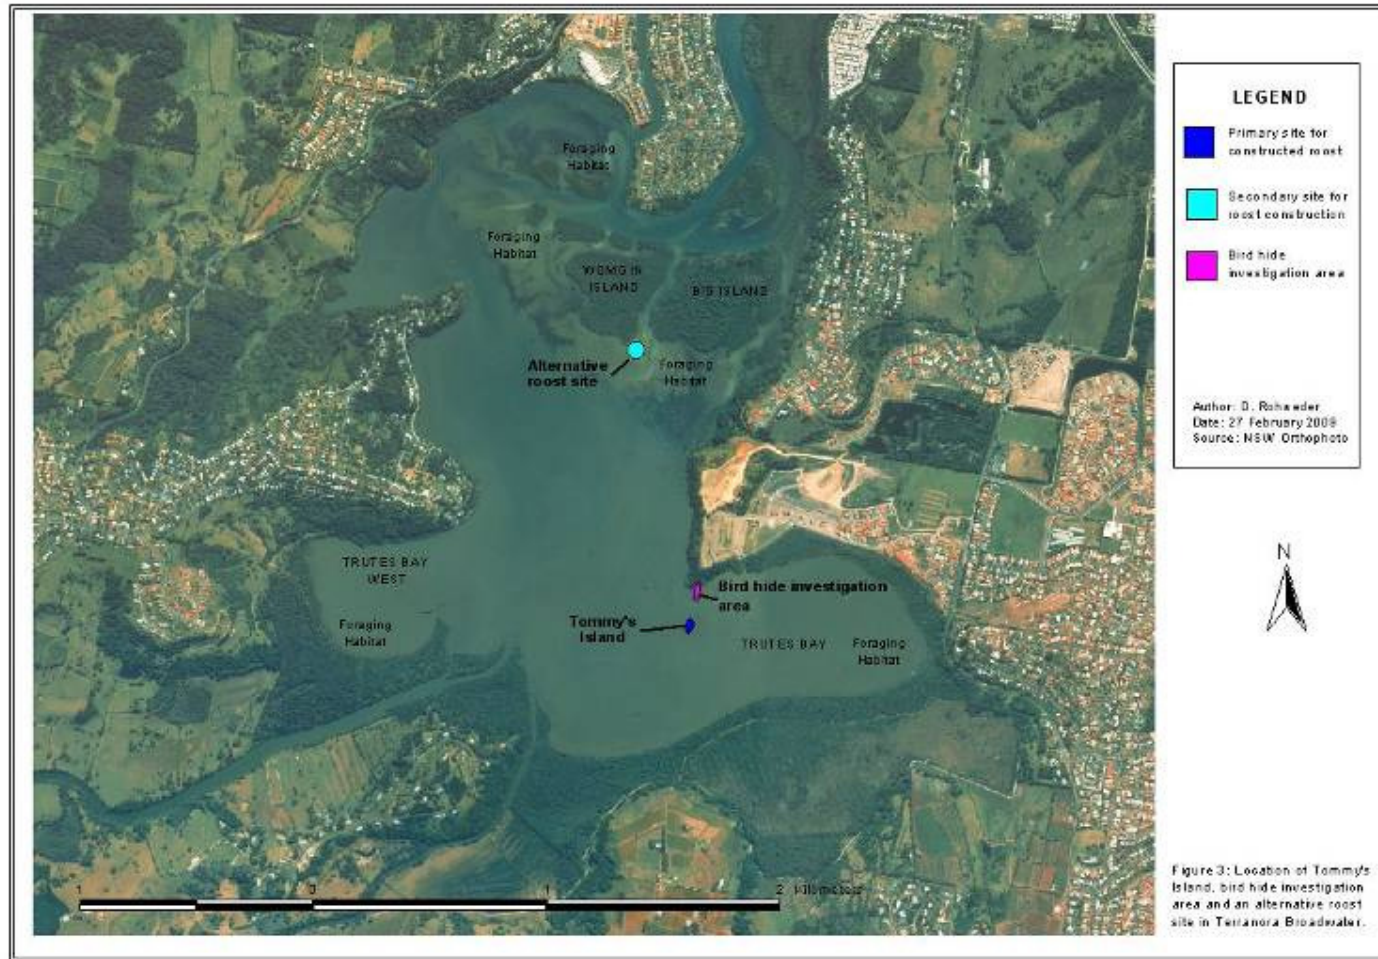 Foraging
Habitat
Foraging
Habitat
ISLAND
BIG ISLAND
Alternative
roost site
Foraging
Habitat
TRUTES BAY
WEST
Foraging
Habitat
Bird hide investigation
area
Tommy's
Island
TRUTES BAY
Foraging
Habitat
1 0 1 2 Kilometers
LEGEND
Primary site for
constructed roost
Secondary site for
roost construction
Bird hide
investigation area
Author: D. Rohweder
Date: 27 February 2009
Source: NSW Orthophoto
N
Figure 3: Location of Tommy's
Island, bird hide investigation
area and an alternative roost
site in Terranora Broadwater.